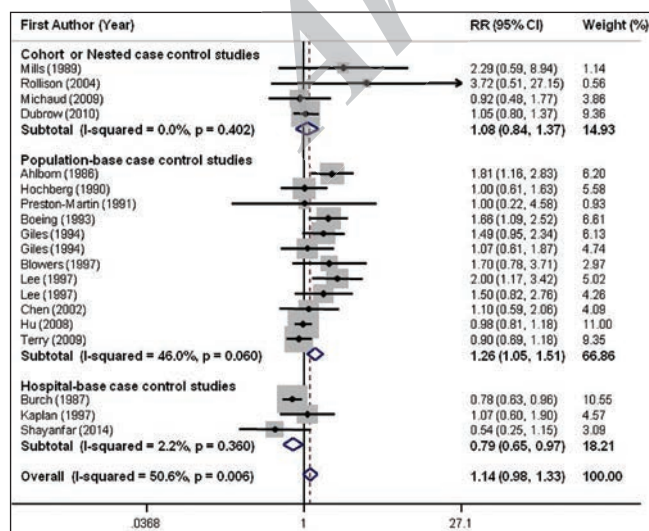 First Author (Year) RR (95% CI) Weight (%)
Cohort or Nested case control studies
Mills (1989) 2.29 (0.59, 8.94) 1.14
Rollison (2004) 3.72 (0.51, 27.15) 0.56
Michaud (2009) 0.92 (0.48, 1.77) 3.86
Dubrow (2010) 1.05 (0.80, 1.37) 9.36
Subtotal (I-squared = 0.0%, p = 0.402) 1.08 (0.84, 1.37) 14.93
Population-base case control studies
Ahlbom (1986) 1.81 (1.16, 2.83) 6.20
Hochberg (1990) 1.00 (0.61, 1.63) 5.58
Preston-Martin (1991) 1.00 (0.22, 4.58) 0.93
Boeing (1993) 1.66 (1.09, 2.52) 6.61
Giles (1994) 1.49 (0.95, 2.34) 6.13
Giles (1994) 1.07 (0.61, 1.87) 4.74
Blowers (1997) 1.70 (0.78, 3.71) 2.97
Lee (1997) 2.00 (1.17, 3.42) 5.02
Lee (1997) 1.50 (0.82, 2.76) 4.26
Chen (2002) 1.10 (0.59, 2.06) 4.09
Hu (2008) 0.98 (0.81, 1.18) 11.00
Terry (2009) 0.90 (0.69, 1.18) 9.35
Subtotal (I-squared = 46.0%, p = 0.060) 1.26 (1.05, 1.51) 66.86
Hospital-base case control studies
Burch (1987) 0.78 (0.63, 0.96) 10.55
Kaplan (1997) 1.07 (0.60, 1.90) 4.57
Shayanfar (2014) 0.54 (0.25, 1.15) 3.09
Subtotal (I-squared = 2.2%, p = 0.360) 0.79 (0.65, 0.97) 18.21
Overall (I-squared = 50.6%, p = 0.006) 1.14 (0.98, 1.33) 100.00
.0368 1 27.1